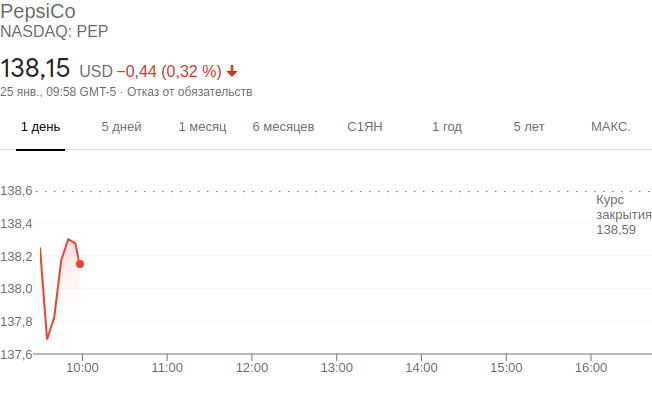 PepsiCo
NASDAQ: PEP
138,15 USD −0,44 (0,32 %)
25 янв., 09:58 GMT-5 · Отказ от обязательств
1 день 5 дней 1 месяц 6 месяцев С1ЯН 1 год 5 лет МАКС.
138,6
Курс
закрытия
138,59
138,4
138,2
138,0
137,8
137,6
10:00 11:00 12:00 13:00 14:00 15:00 16:00